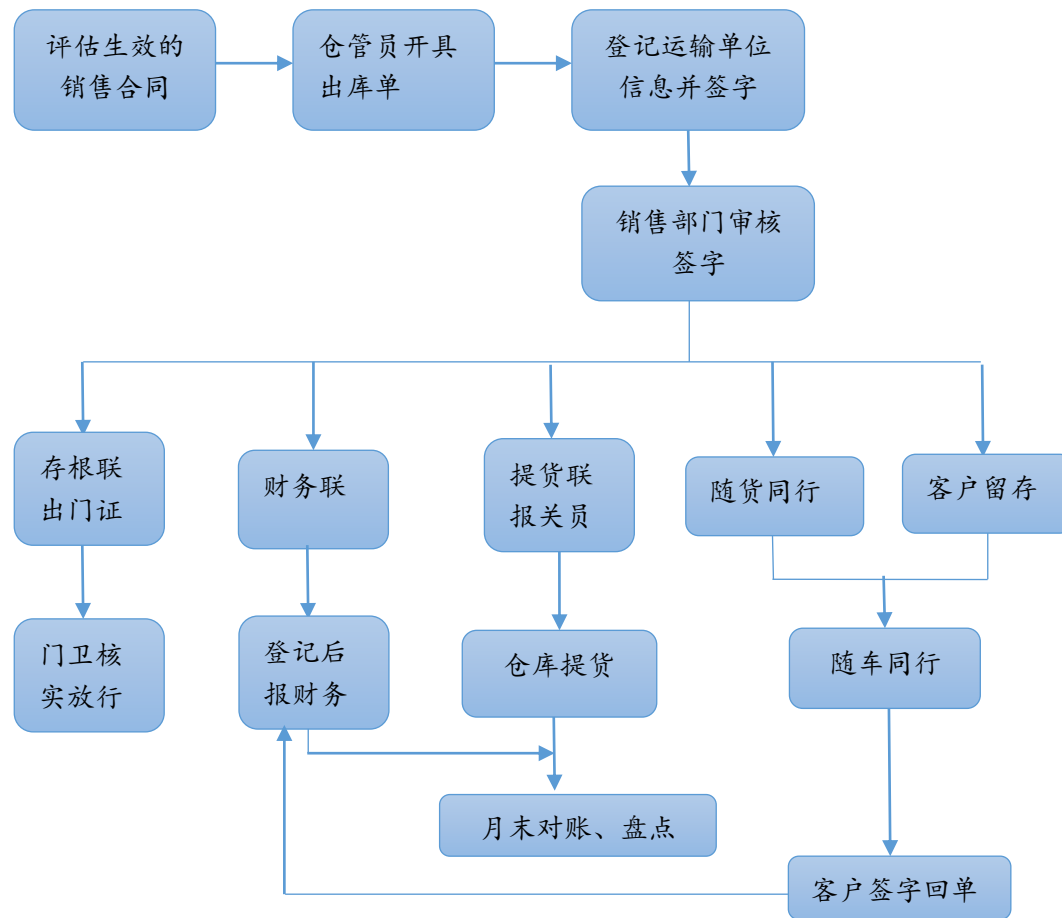 评估生效的
销售合同
仓管员开具
出库单
登记运输单位
信息并签字
销售部门审核
签字
存根联
出门证
财务联
提货联
报关员
随货同行
客户留存
门卫核
实放行
登记后
报财务
仓库提货
随车同行
月末对账、盘点
客户签字回单